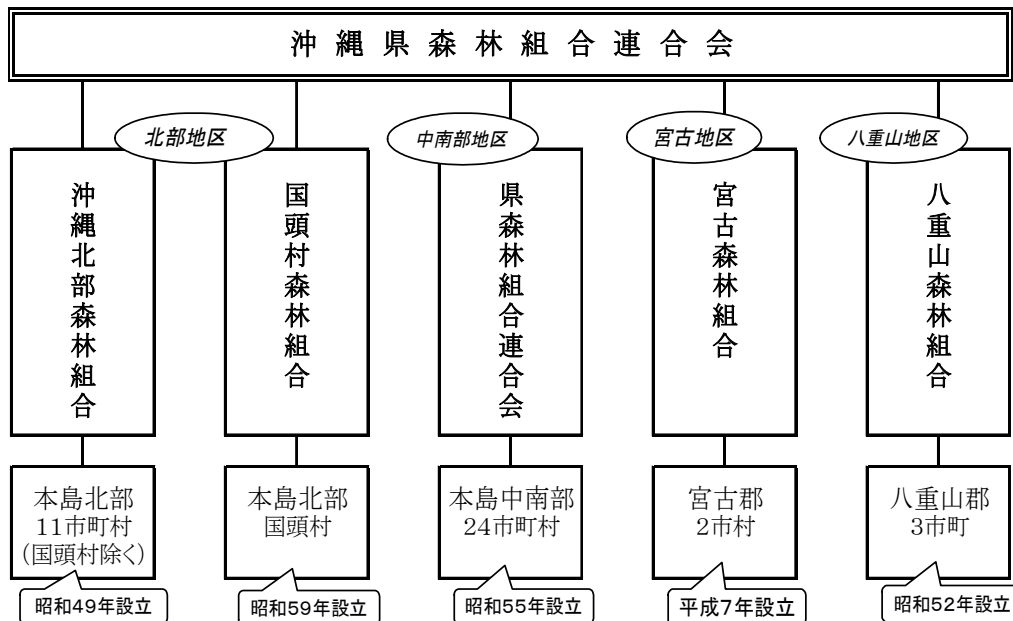 沖縄県森林組合連合会
北部地区
中南部地区
宮古地区
八重山地区
沖縄北部森林組合
国頭村森林組合
県森林組合連合会
宮古森林組合
八重山森林組合
本島北部
11市町村
(国頭村除く)
本島北部
国頭村
本島中南部
24市町村
宮古郡
2市村
八重山郡
3市町
昭和49年設立
昭和59年設立
昭和55年設立
平成7年設立
昭和52年設立